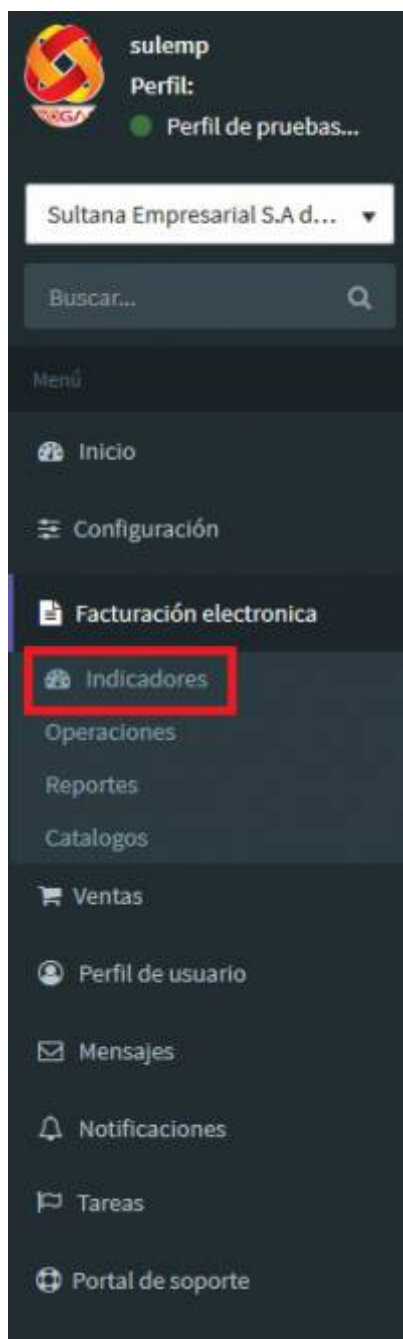 sulemp
Perfil:
Perfil de pruebas...
Sultana Empresarial S.A d...
Buscar...
Menú
Inicio
Configuración
Facturación electronica
Indicadores
Operaciones
Reportes
Catalogos
Ventas
Perfil de usuario
Mensajes
Notificaciones
Tareas
Portal de soporte